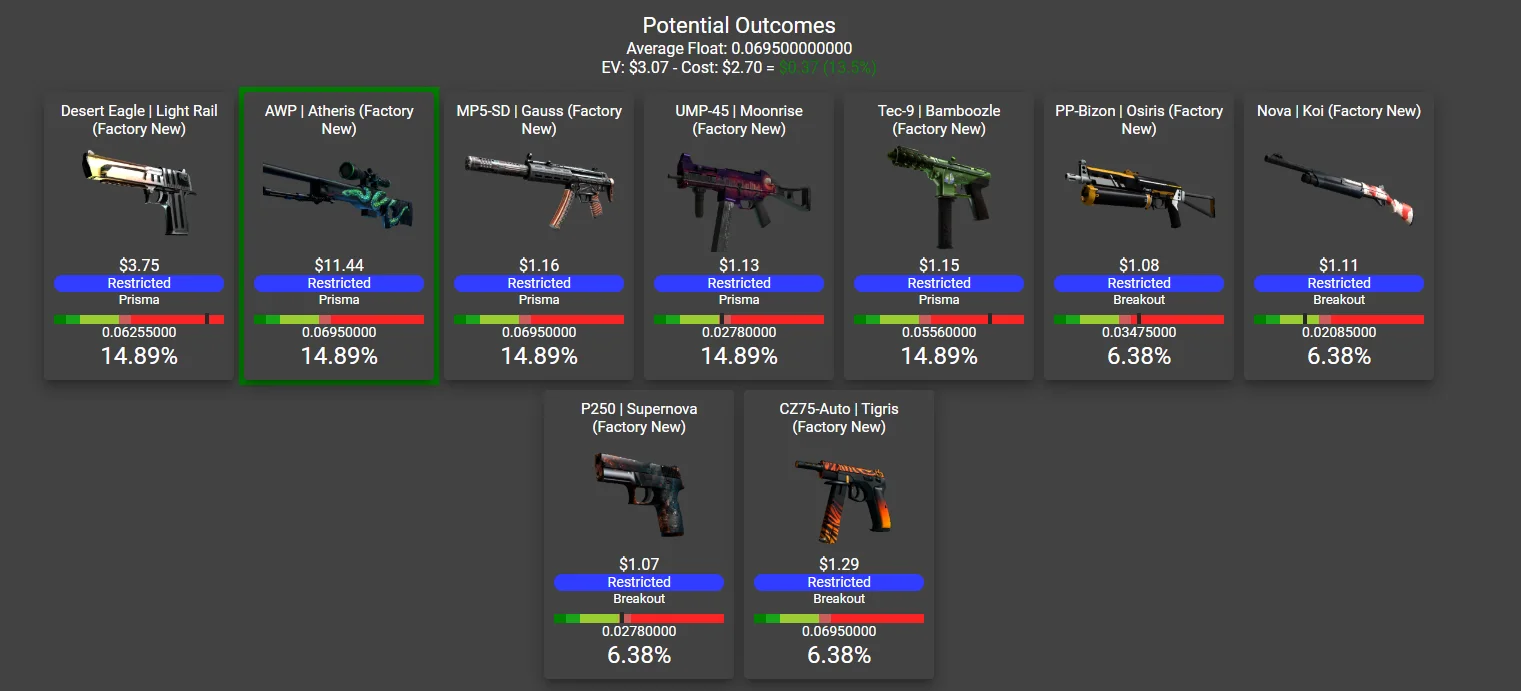 Potential Outcomes
Average Float: 0.069500000000
EV: $3.07 - Cost: $2.70 = $0.37 (13.5%)
Desert Eagle | Light Rail
(Factory New)
$3.75
Restricted
Prisma
0.06255000
14.89%
AWP | Atheris (Factory
New)
$11.44
Restricted
Prisma
0.06950000
14.89%
MP5-SD | Gauss (Factory
New)
$1.16
Restricted
Prisma
0.06950000
14.89%
UMP-45 | Moonrise
(Factory New)
$1.13
Restricted
Prisma
0.02780000
14.89%
Tec-9 | Bamboozle
(Factory New)
$1.15
Restricted
Prisma
0.05560000
14.89%
PP-Bizon | Osiris (Factory
New)
$1.08
Restricted
Breakout
0.03475000
6.38%
Nova | Koi (Factory New)
$1.11
Restricted
Breakout
0.02085000
6.38%
P250 | Supernova
(Factory New)
$1.07
Restricted
Breakout
0.02780000
6.38%
CZ75-Auto | Tigris
(Factory New)
$1.29
Restricted
Breakout
0.06950000
6.38%